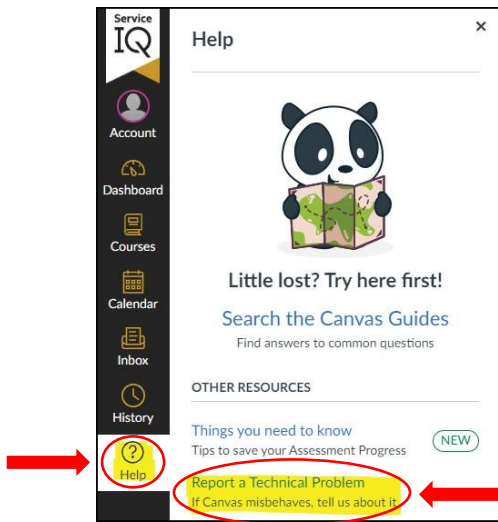 Service
IQ
Account
Dashboard
Courses
Calendar
Inbox
History
Help
Help
×
Little lost? Try here first!
Search the Canvas Guides
Find answers to common questions
OTHER RESOURCES
Things you need to know
Tips to save your Assessment Progress
NEW
Report a Technical Problem
If Canvas misbehaves, tell us about it